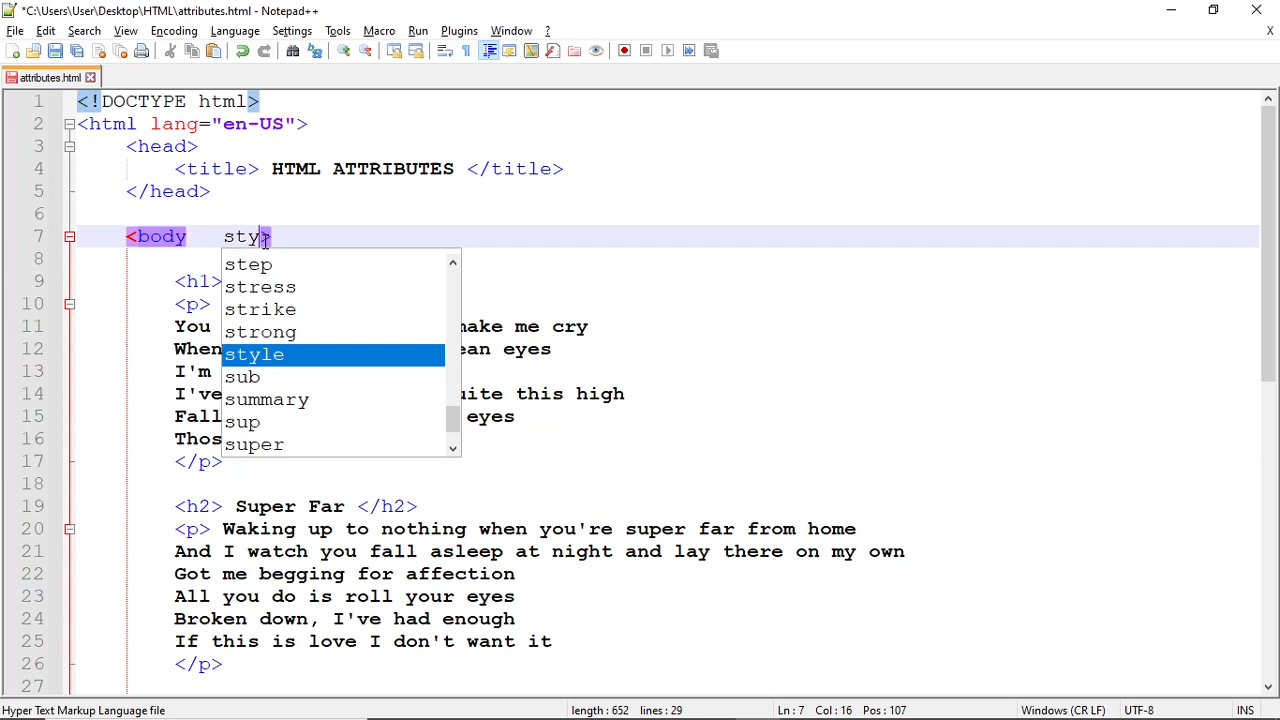 *C:\Users\User\Desktop\HTML\attributes.html - Notepad++
File Edit Search View Encoding Language Settings Tools Macro Run Plugins Window ? X
attributes.html
1 <!DOCTYPE html>
2 <html lang="en-US">
3 <head>
4 <title> HTML ATTRIBUTES </title>
5 </head>
6
7 <body sty>
8 step
stress
9 <h1>
10 <p> strike
11 You strong make me cry
12 When style ean eyes
13 I'm sub
14 I've summary uite this high
15 Fall sup eyes
16 Thos super
17 </p>
18
19 <h2> Super Far </h2>
20 <p> Waking up to nothing when you're super far from home
21 And I watch you fall asleep at night and lay there on my own
22 Got me begging for affection
23 All you do is roll your eyes
24 Broken down, I've had enough
25 If this is love I don't want it
26 </p>
27
Hyper Text Markup Language file length : 652 lines : 29 Ln : 7 Col : 16 Pos : 107 Windows (CR LF) UTF-8 INS